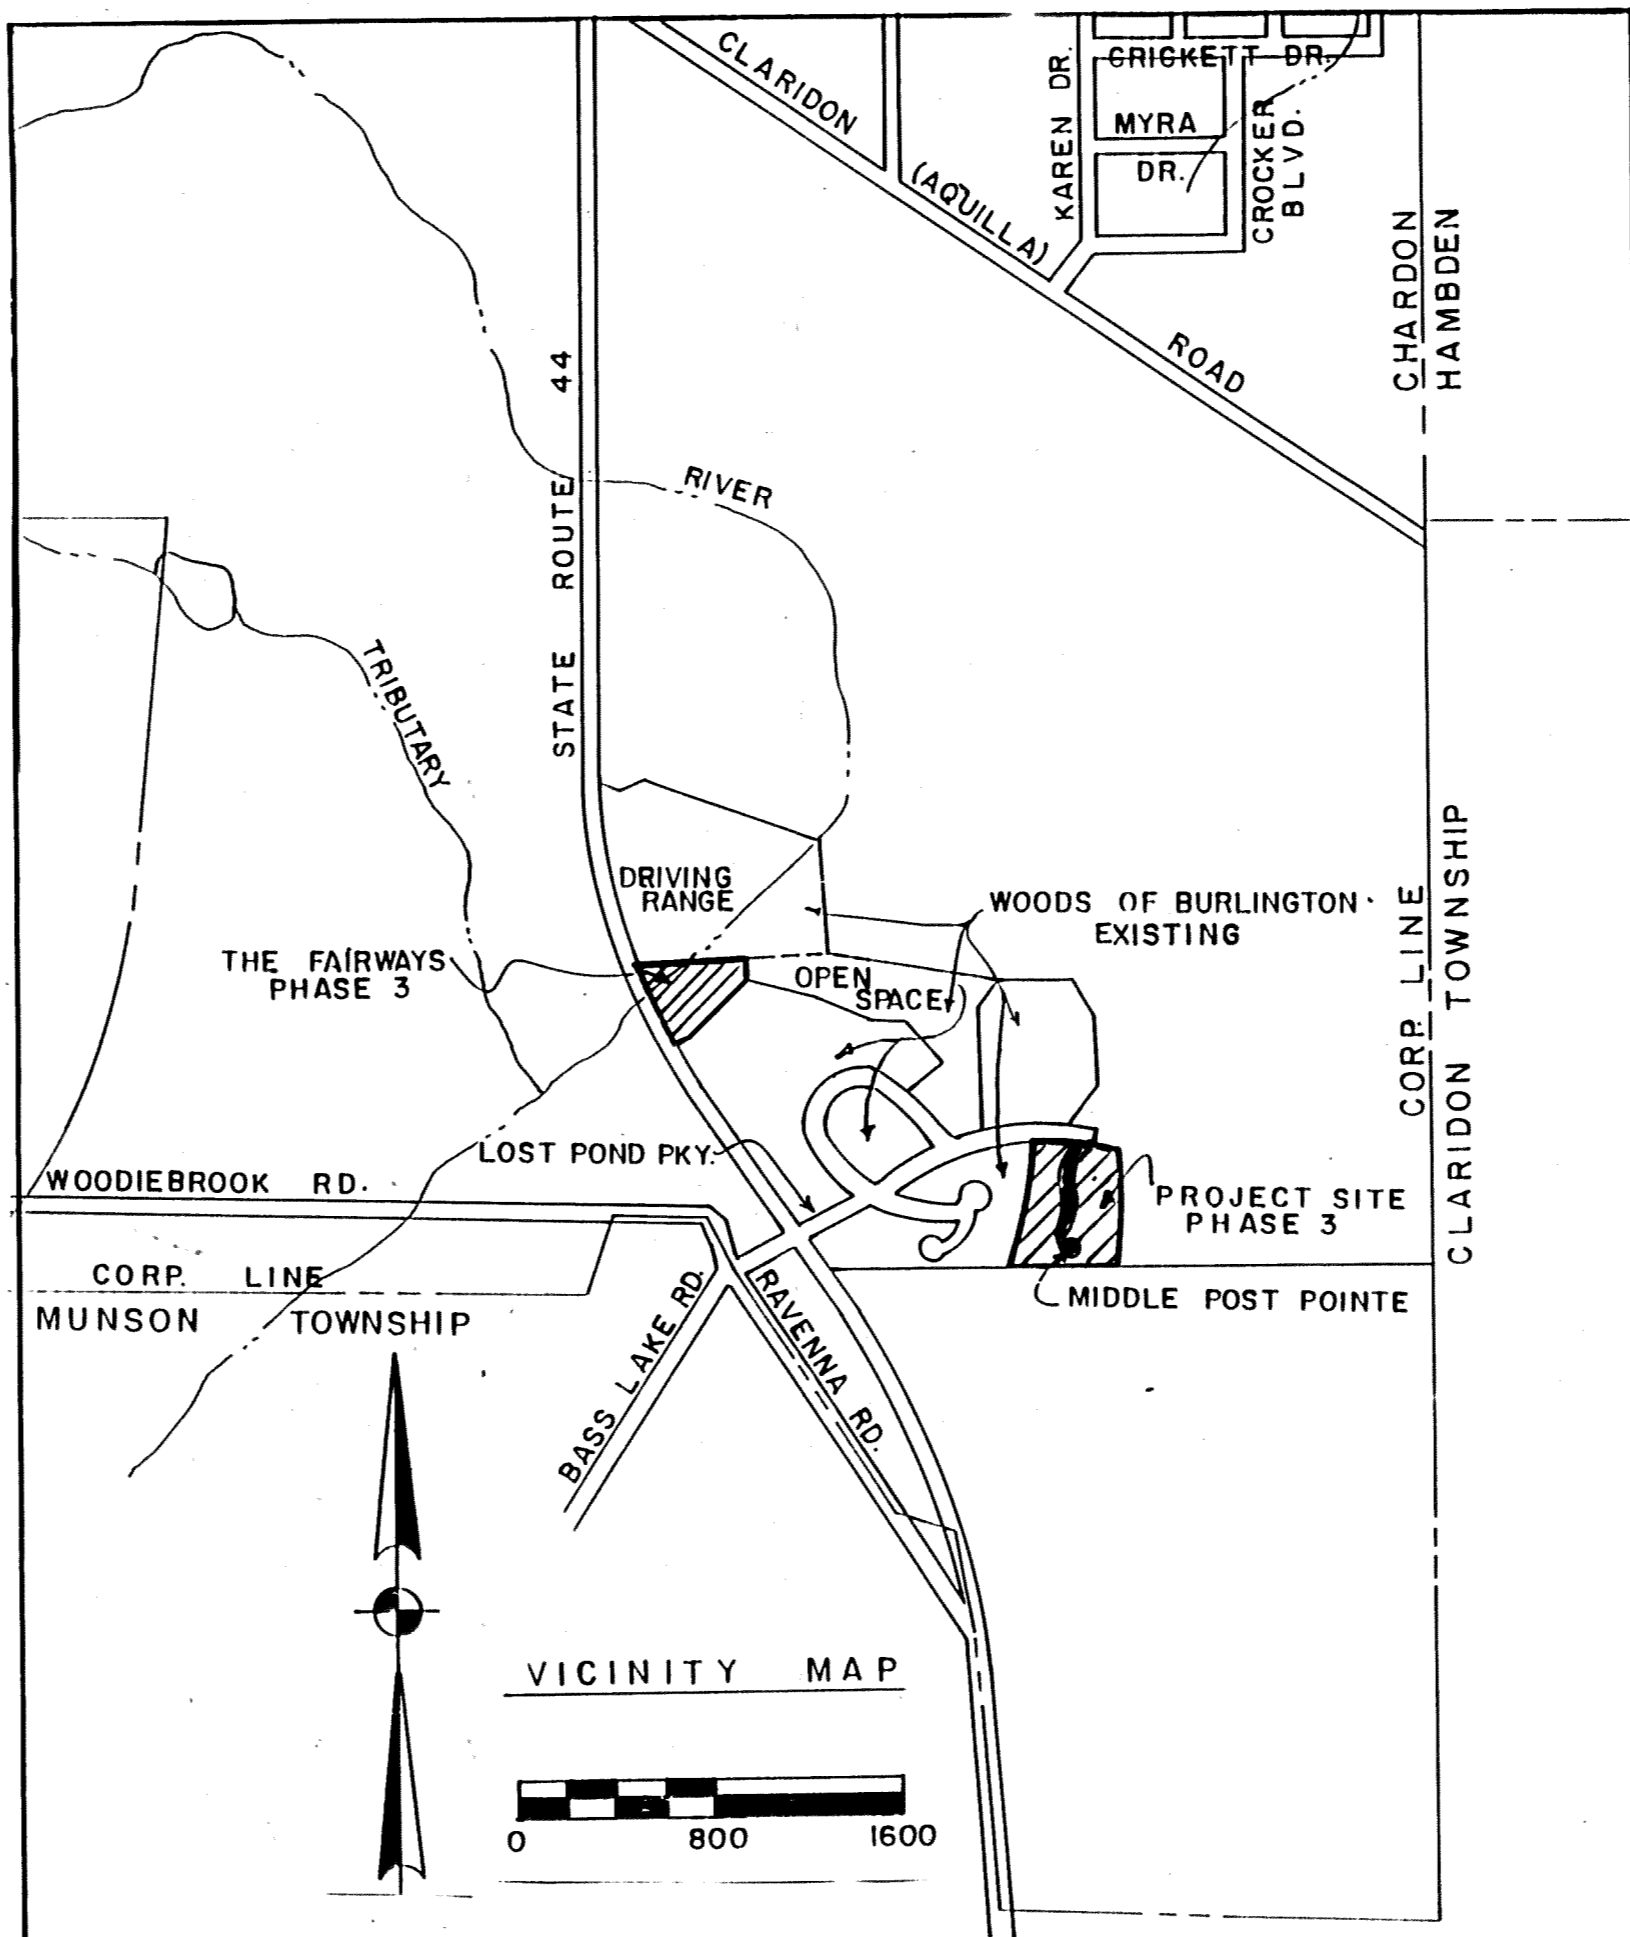 CLARIDON
(AQUILLA)
ROAD
KAREN DR.
CRICKETT DR.
MYRA
DR.
CROCKER
BLVD.
CHARDON
HAMBDEN
STATE ROUTE 44
RIVER
TRIBUTARY
DRIVING
RANGE
WOODS OF BURLINGTON
EXISTING
THE FAIRWAYS
PHASE 3
OPEN
SPACE
CORP. LINE
CLARIDON TOWNSHIP
LOST POND PKY.
WOODIEBROOK RD.
PROJECT SITE
PHASE 3
CORP. LINE
MUNSON TOWNSHIP
MIDDLE POST POINTE
BASS LAKE RD.
RAVENNA RD.
VICINITY MAP
0 800 1600